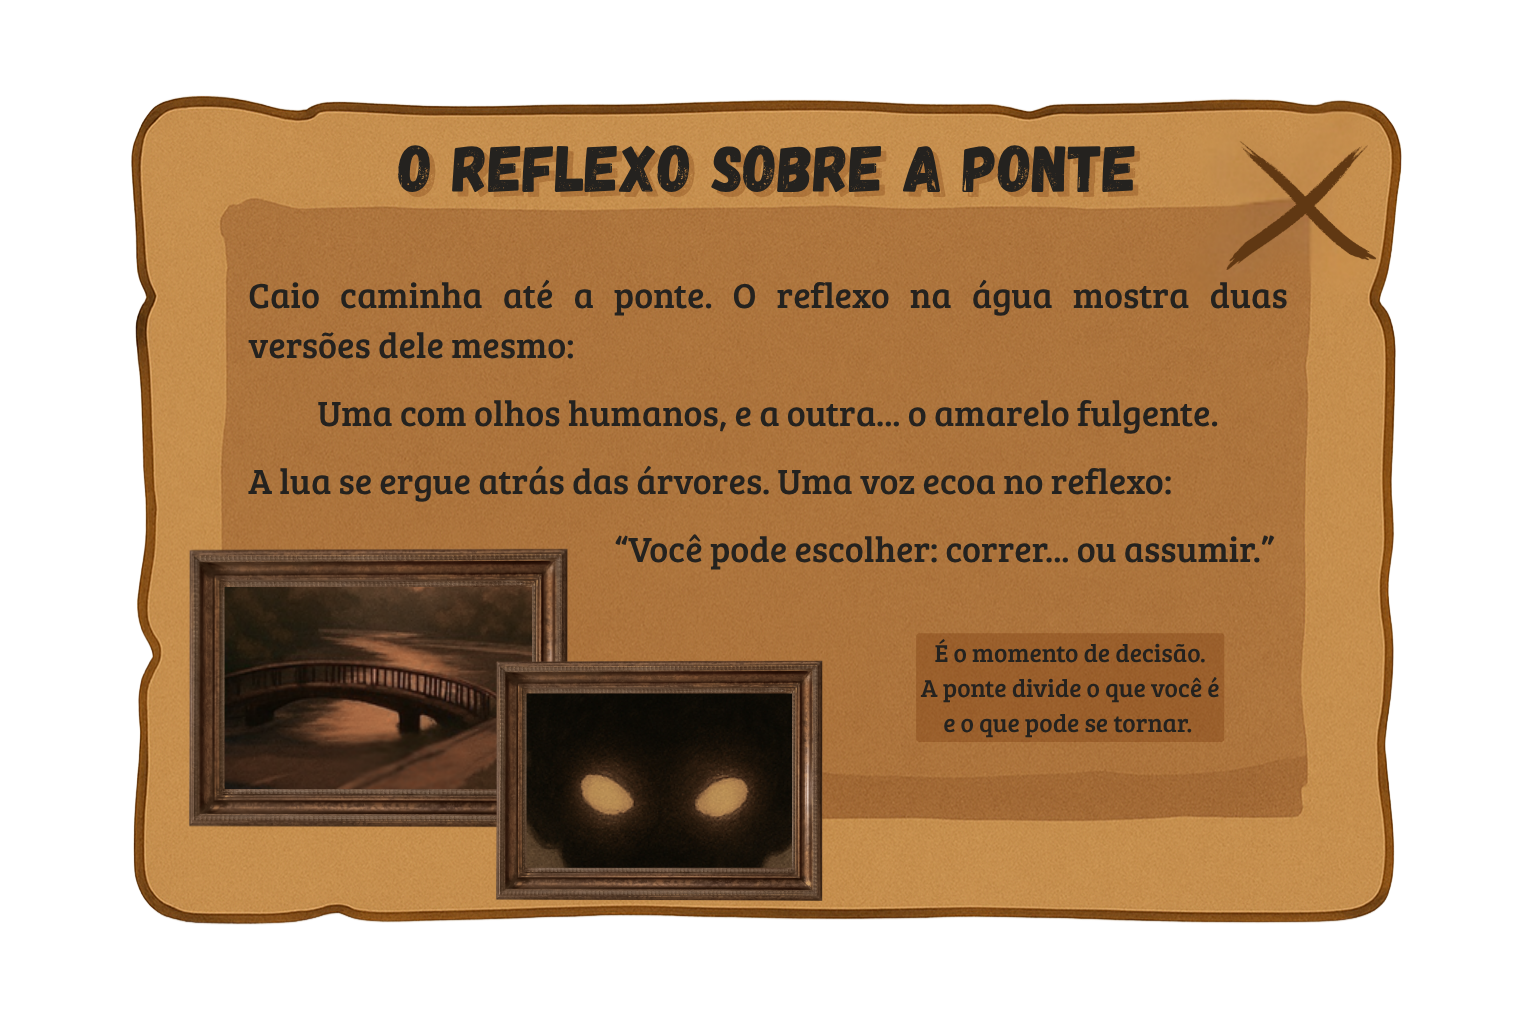 O REFLEXO SOBRE A PONTE
Caio caminha até a ponte. O reflexo na água mostra duas
versões dele mesmo:
Uma com olhos humanos, e a outra... o amarelo fulgente.
A lua se ergue atrás das árvores. Uma voz ecoa no reflexo:
“Você pode escolher: correr... ou assumir.”
É o momento de decisão.
A ponte divide o que você é
e o que pode se tornar.